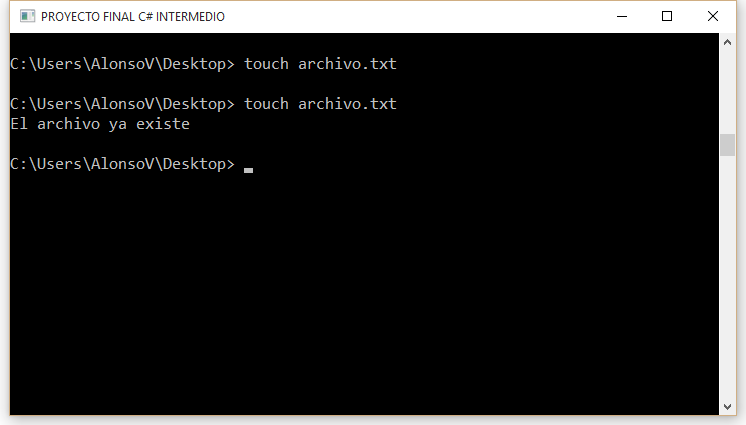 PROYECTO FINAL C# INTERMEDIO
C:\Users\AlonsoV\Desktop> touch archivo.txt
C:\Users\AlonsoV\Desktop> touch archivo.txt
El archivo ya existe
C:\Users\AlonsoV\Desktop>